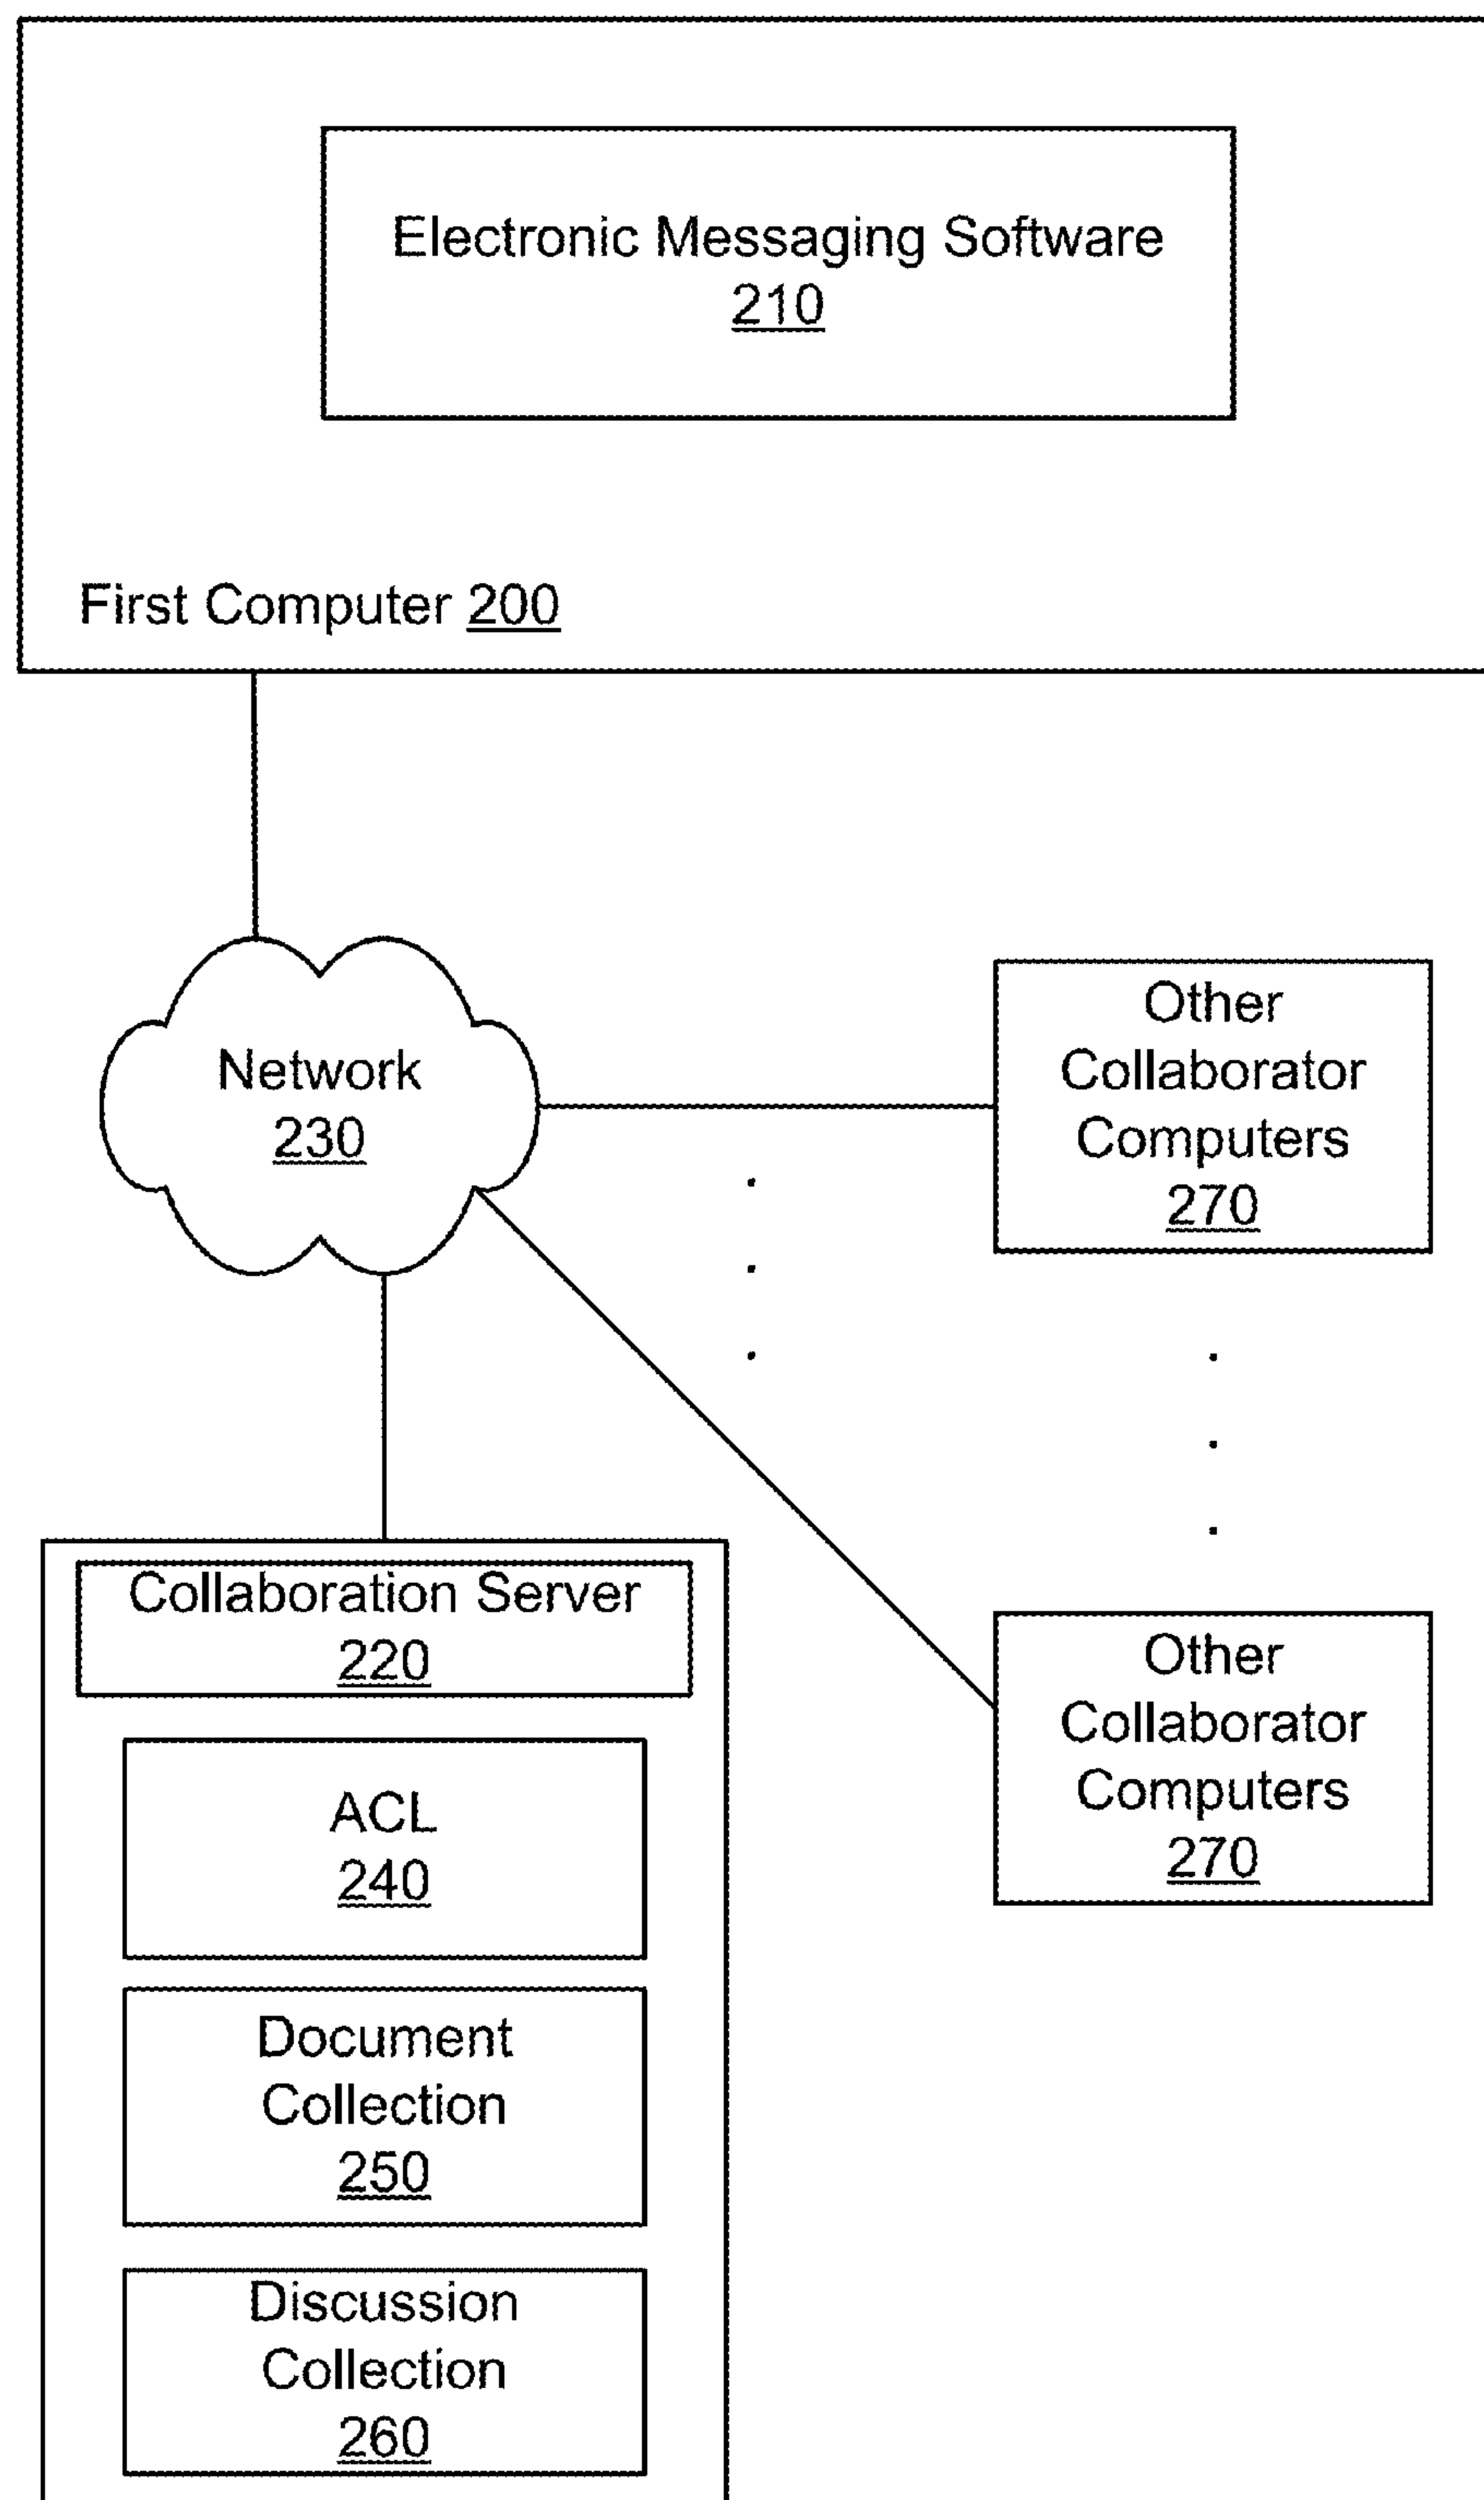 Electronic Messaging Software
210
First Computer 200
Network
230
Other
Collaborator
Computers
270
Collaboration Server
220
Other
Collaborator
Computers
270
ACL
240
Document
Collection
250
Discussion
Collection
260